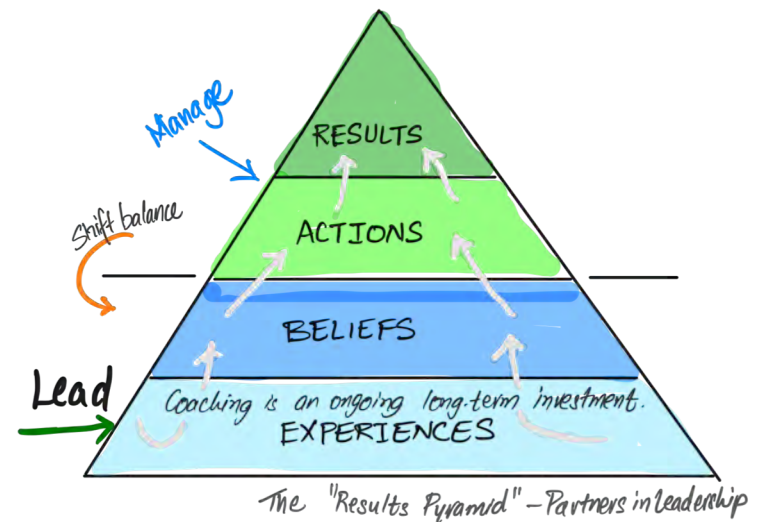 Manage
RESULTS
Shift balance
ACTIONS
BELIEFS
Lead
Coaching is an ongoing long-term investment.
EXPERIENCES
The "Results Pyramid" - Partners in Leadership